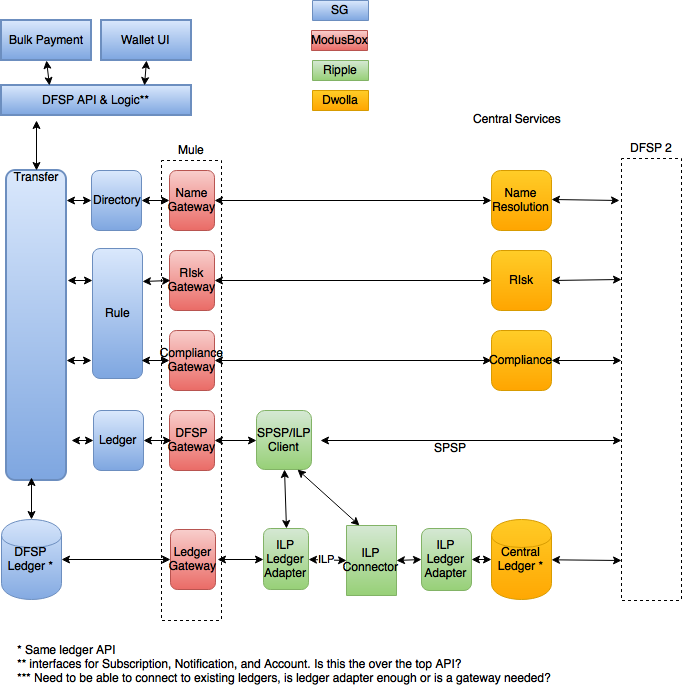 SG
Bulk Payment
Wallet UI
ModusBox
Ripple
DFSP API & Logic**
Dwolla
Central Services
Mule
DFSP 2
Transfer
Directory
Name
Gateway
Name
Resolution
Rule
RIsk
Gateway
RIsk
Compliance
Gateway
Compliance
Ledger
DFSP
Gateway
SPSP/ILP
Client
SPSP
DFSP
Ledger *
Ledger
Gateway
ILP
Ledger
Adapter
ILP
ILP
Connector
ILP
Ledger
Adapter
Central
Ledger *
* Same ledger API
** interfaces for Subscription, Notification, and Account. Is this the over the top API?
*** Need to be able to connect to existing ledgers, is ledger adapter enough or is a gateway needed?